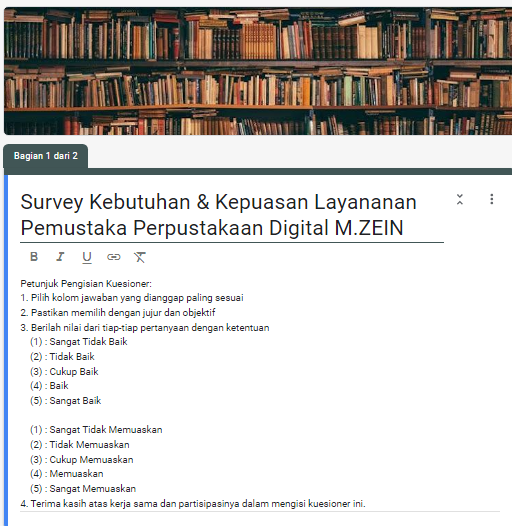 Bagian 1 dari 2
Survey Kebutuhan & Kepuasan Layananan
Pemustaka Perpustakaan Digital M.ZEIN
B I U
Petunjuk Pengisian Kuesioner:
1. Pilih kolom jawaban yang dianggap paling sesuai
2. Pastikan memilih dengan jujur dan objektif
3. Berilah nilai dari tiap-tiap pertanyaan dengan ketentuan
(1) : Sangat Tidak Baik
(2) : Tidak Baik
(3) : Cukup Baik
(4) : Baik
(5) : Sangat Baik
(1) : Sangat Tidak Memuaskan
(2) : Tidak Memuaskan
(3) : Cukup Memuaskan
(4) : Memuaskan
(5) : Sangat Memuaskan
4. Terima kasih atas kerja sama dan partisipasinya dalam mengisi kuesioner ini.